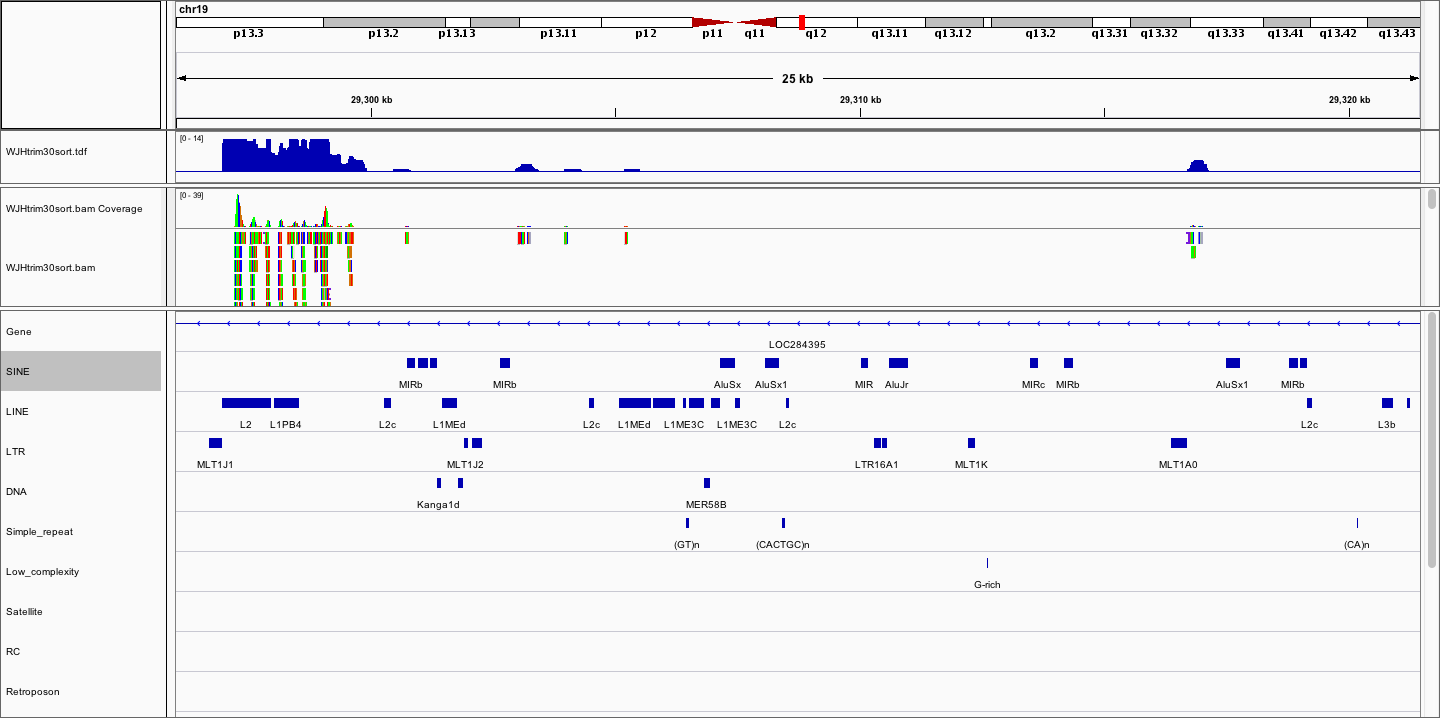 chr19
p13.3 p13.2 p13.13 p13.11 p12 p11 q11 q12 q13.11 q13.12 q13.2 q13.31 q13.32 q13.33 q13.41 q13.42 q13.43
25 kb
29,300 kb 29,310 kb 29,320 kb
[0 - 14]
WJHtrim30sort.tdf
[0 - 39]
WJHtrim30sort.bam Coverage
WJHtrim30sort.bam
Gene
LOC284395
SINE
MIRb MIRb AluSx AluSx1 MIR AluJr MIRc MIRb AluSx1 MIRb
LINE
L2 L1PB4 L2c L1MEd L2c L1MEd L1ME3C L1ME3C L2c L2c L3b
LTR
MLT1J1 MLT1J2 LTR16A1 MLT1K MLT1A0
DNA
Kanga1d MER58B
Simple_repeat
(GT)n (CACTGC)n (CA)n
Low_complexity
G-rich
Satellite
RC
Retroposon